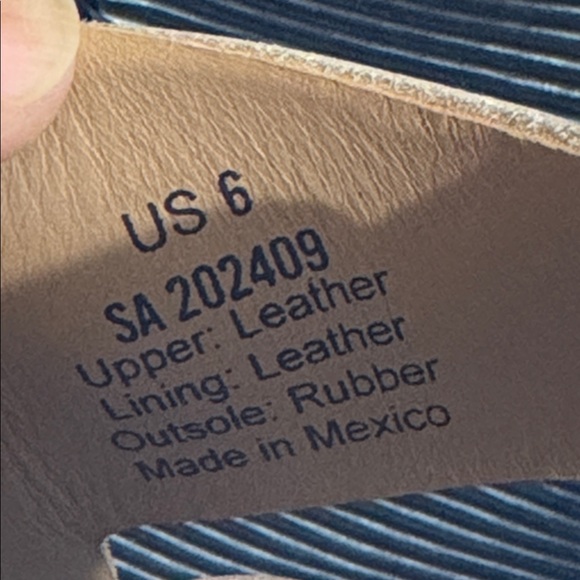 US 6
SA 202409
Upper: Leather
Lining: Leather
Outsole: Rubber
Made in Mexico